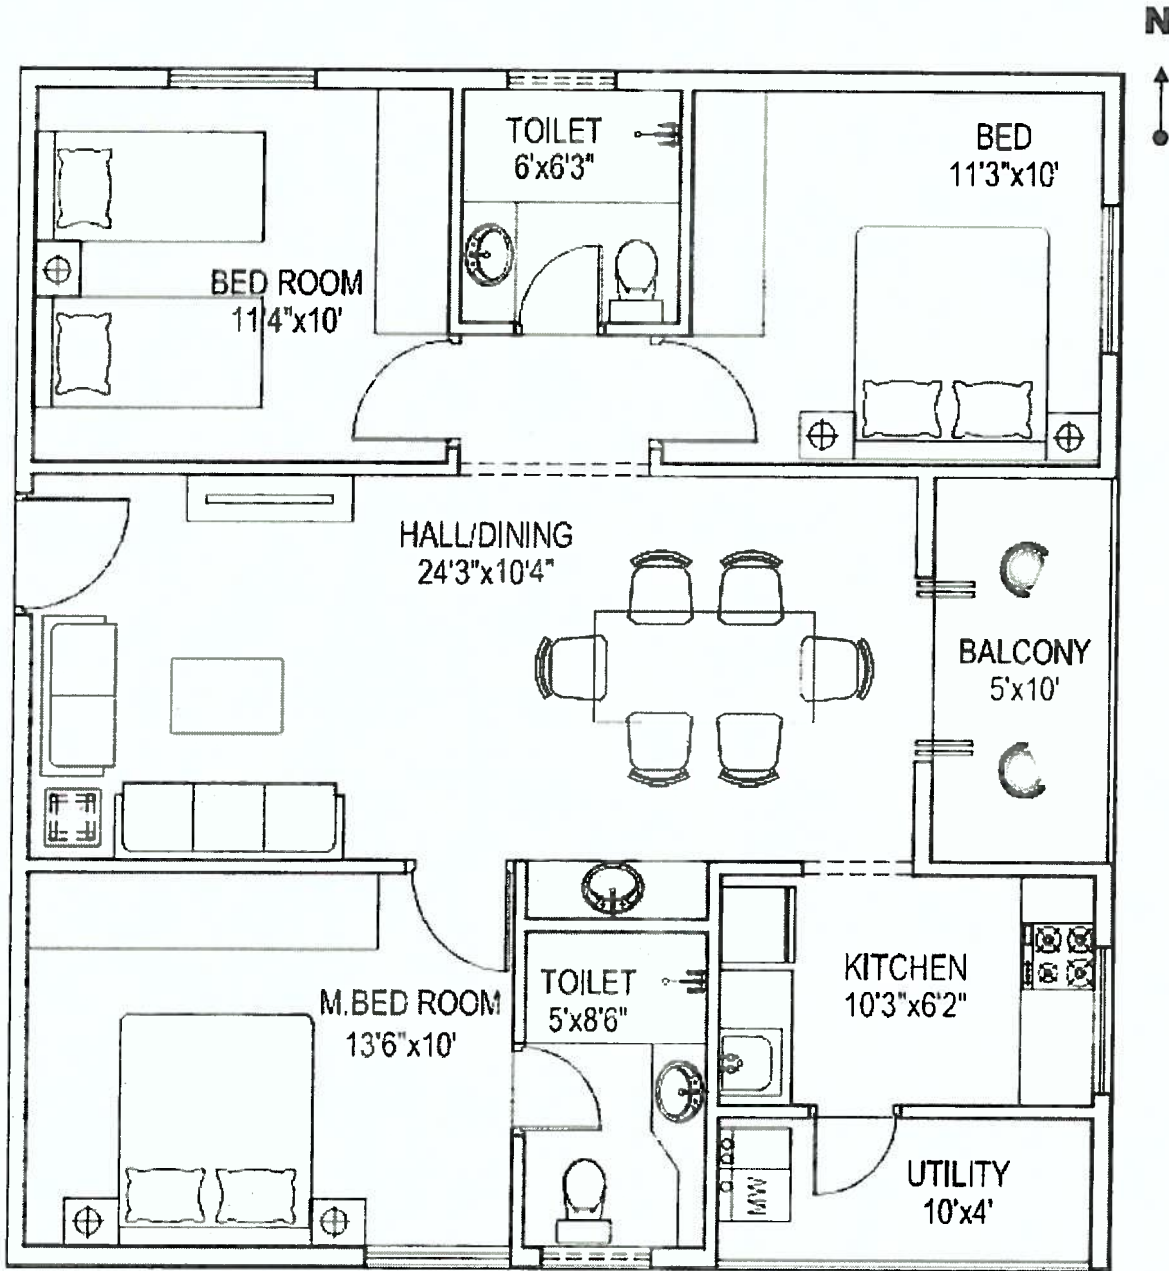 N
TOILET
6'x6'3"
BED
11'3"x10'
BED ROOM
11'4"x10'
HALL/DINING
24'3"x10'4"
BALCONY
5'x10'
KITCHEN
10'3"x6'2"
TOILET
5'x8'6"
M.BED ROOM
13'6"x10'
UTILITY
10'x4'
MW